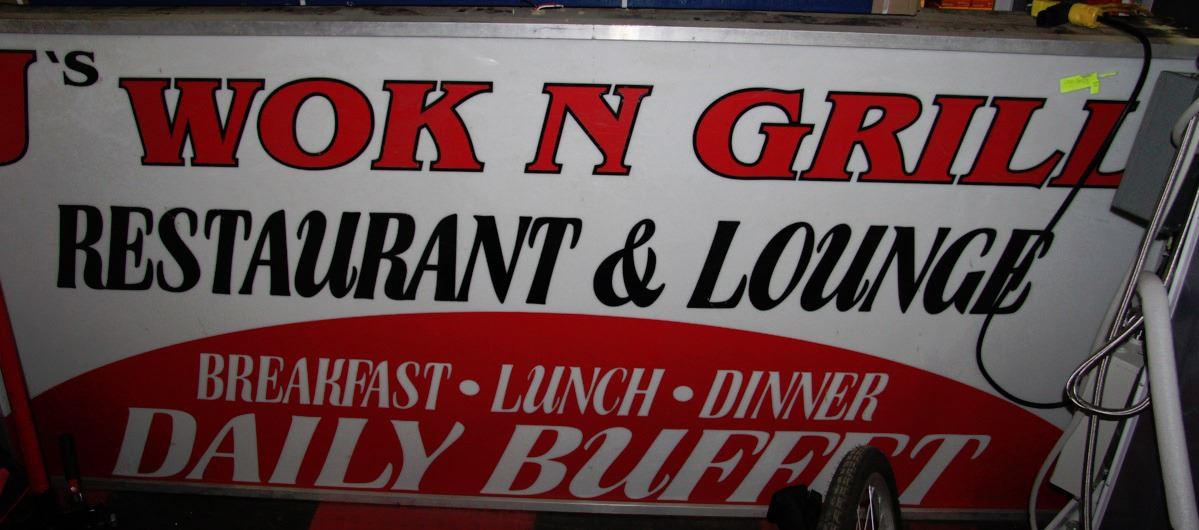 'S WOK N GRILL
RESTAURANT & LOUNGE
BREAKFAST • LUNCH • DINNER
DAILY BUFFET